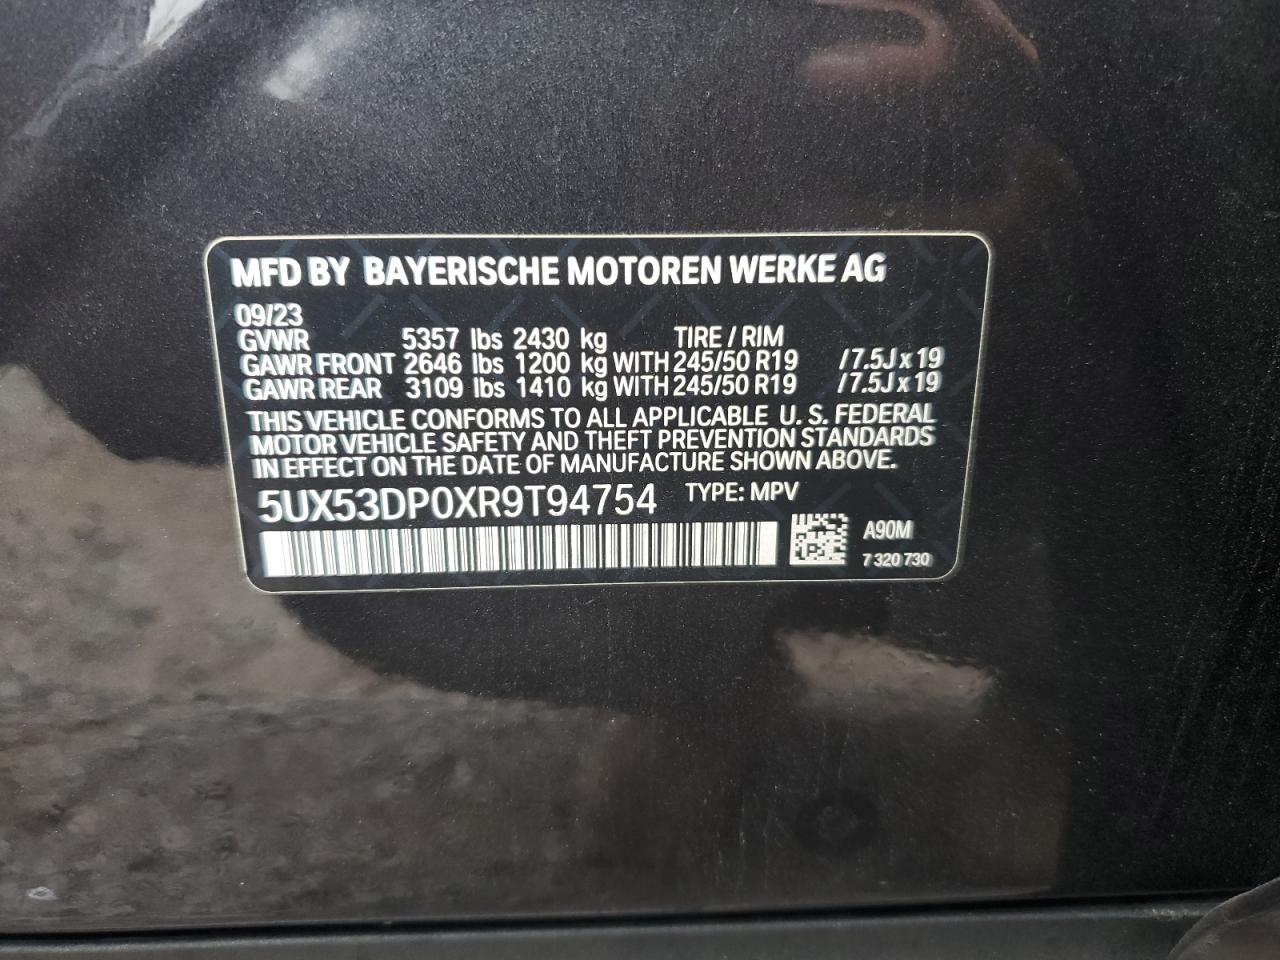 MFD BY BAYERISCHE MOTOREN WERKE AG
09/23
GVWR 5357 lbs 2430 kg TIRE / RIM
GAWR FRONT 2646 lbs 1200 kg WITH 245/50 R19 /7.5J x 19
GAWR REAR 3109 lbs 1410 kg WITH 245/50 R19 /7.5J x 19
THIS VEHICLE CONFORMS TO ALL APPLICABLE U. S. FEDERAL
MOTOR VEHICLE SAFETY AND THEFT PREVENTION STANDARDS
IN EFFECT ON THE DATE OF MANUFACTURE SHOWN ABOVE.
5UX53DP0XR9T94754 TYPE: MPV
A90M
7 320 730